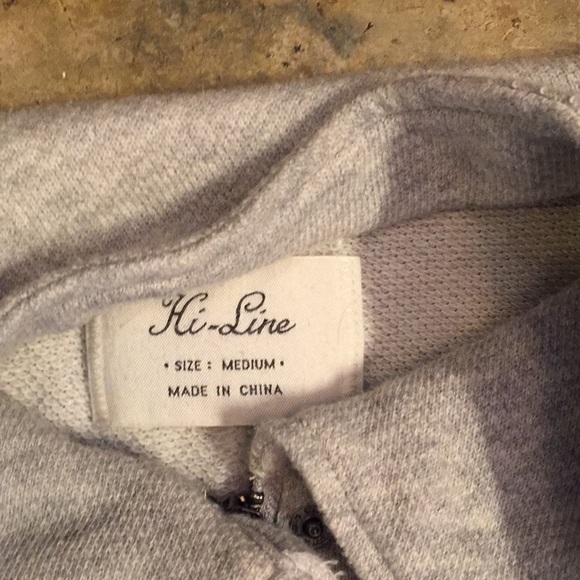 Hi-Line
• SIZE : MEDIUM •
MADE IN CHINA